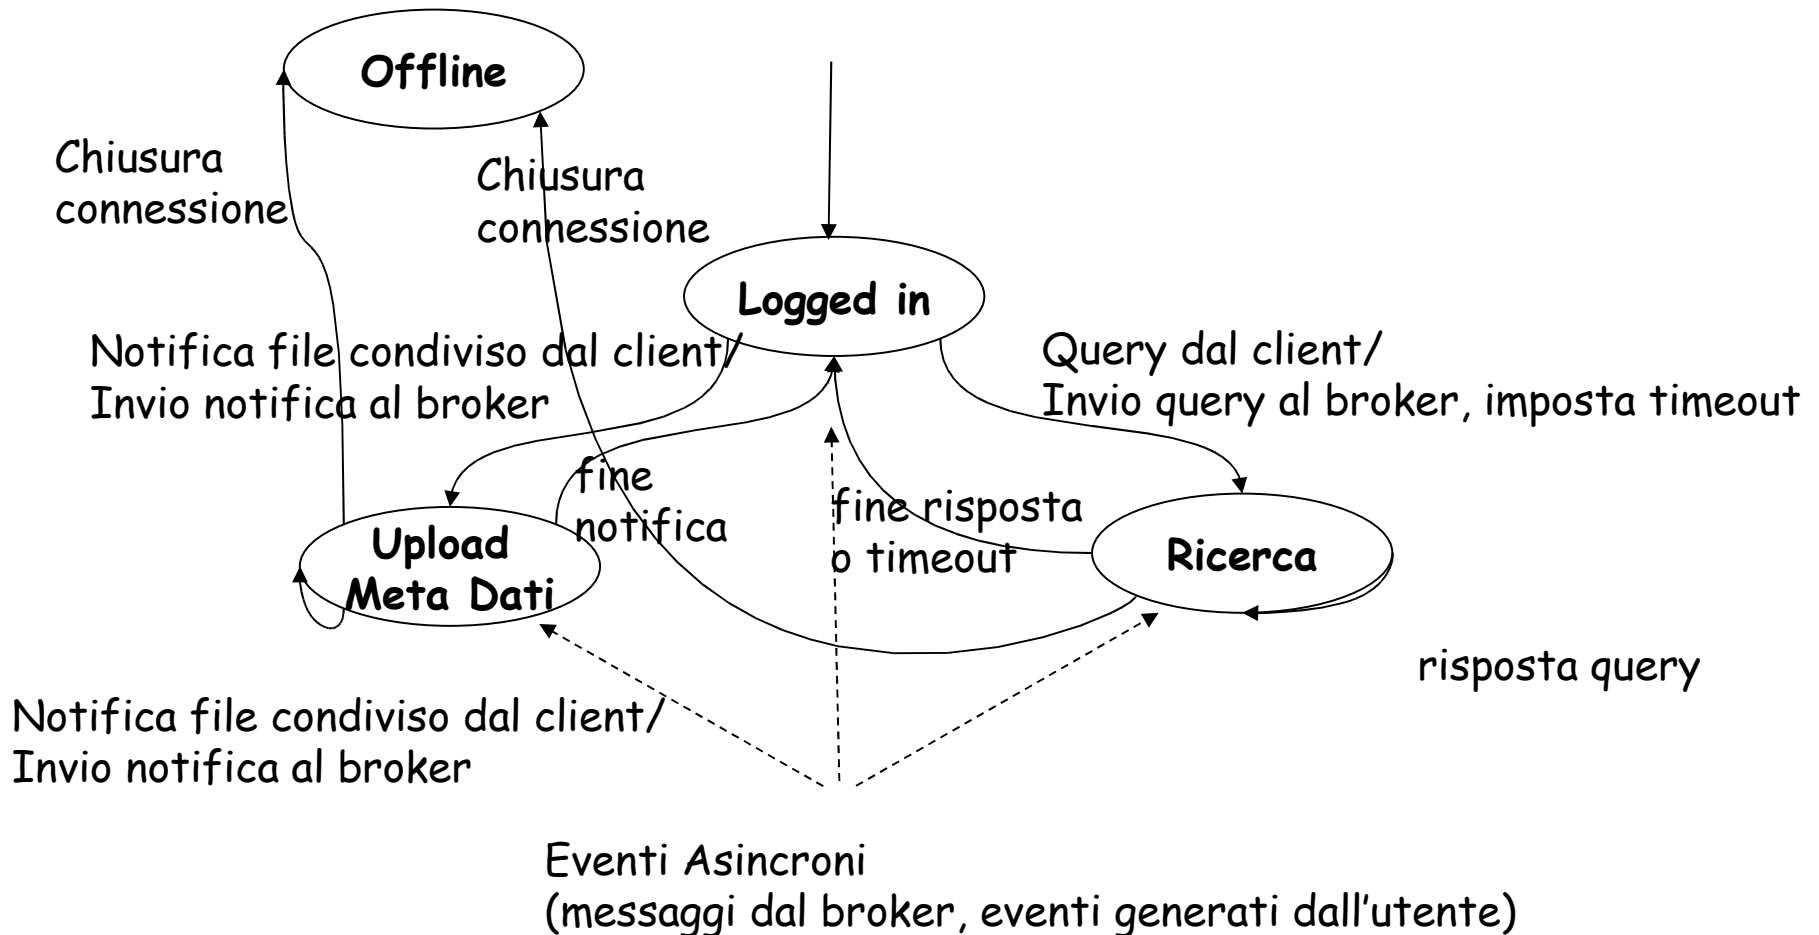 Offline
Chiusura
connessione
Chiusura
connessione
Logged in
Notifica file condiviso dal client/
Invio notifica al broker
Query dal client/
Invio query al broker, imposta timeout
fine
notifica
fine risposta
o timeout
Upload
Meta Dati
Ricerca
risposta query
Notifica file condiviso dal client/
Invio notifica al broker
Eventi Asincroni
(messaggi dal broker, eventi generati dall'utente)